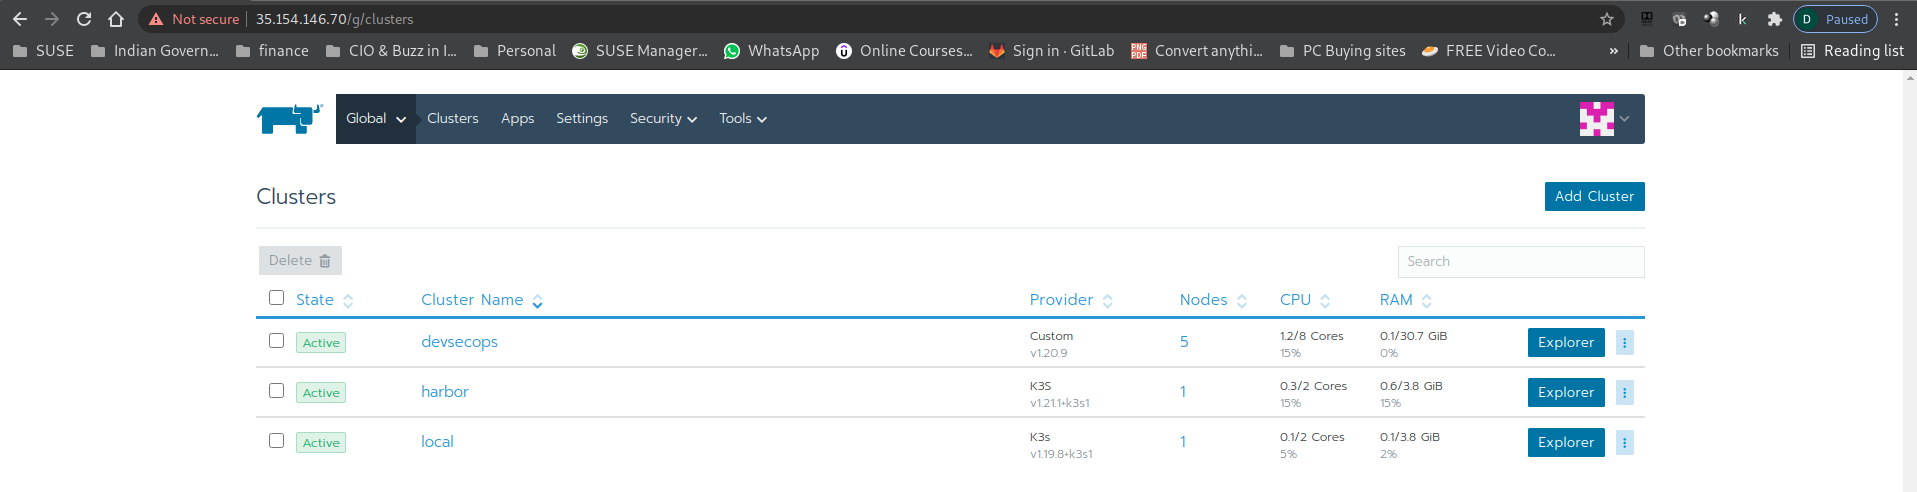 Not secure 35.154.146.70/g/clusters D Paused
SUSE Indian Govern... finance CIO & Buzz in I... Personal SUSE Manager... WhatsApp Online Courses... Sign in · GitLab Convert anythi... PC Buying sites FREE Video Co... » Other bookmarks Reading list
Global Clusters Apps Settings Security Tools
Clusters Add Cluster
Delete Search
State Cluster Name Provider Nodes CPU RAM
Active devsecops Custom 5 1.2/8 Cores 0.1/30.7 GiB Explorer
v1.20.9 15% 0%
Active harbor K3S 1 0.3/2 Cores 0.6/3.8 GiB Explorer
v1.21.1+k3s1 15% 15%
Active local K3s 1 0.1/2 Cores 0.1/3.8 GiB Explorer
v1.19.8+k3s1 5% 2%